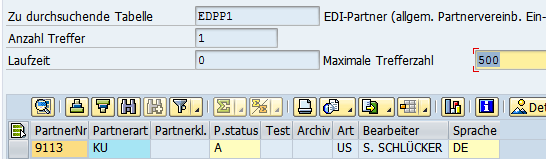 Zu durchsuchende Tabelle EDPP1 EDI-Partner (allgem. Partnervereinb. Ein-
Anzahl Treffer 1
Laufzeit 0 Maximale Trefferzahl 500
Det
PartnerNr Partnerart Partnerkl. P.status Test Archiv Art Bearbeiter Sprache
9113 KU A US S. SCHLÜCKER DE